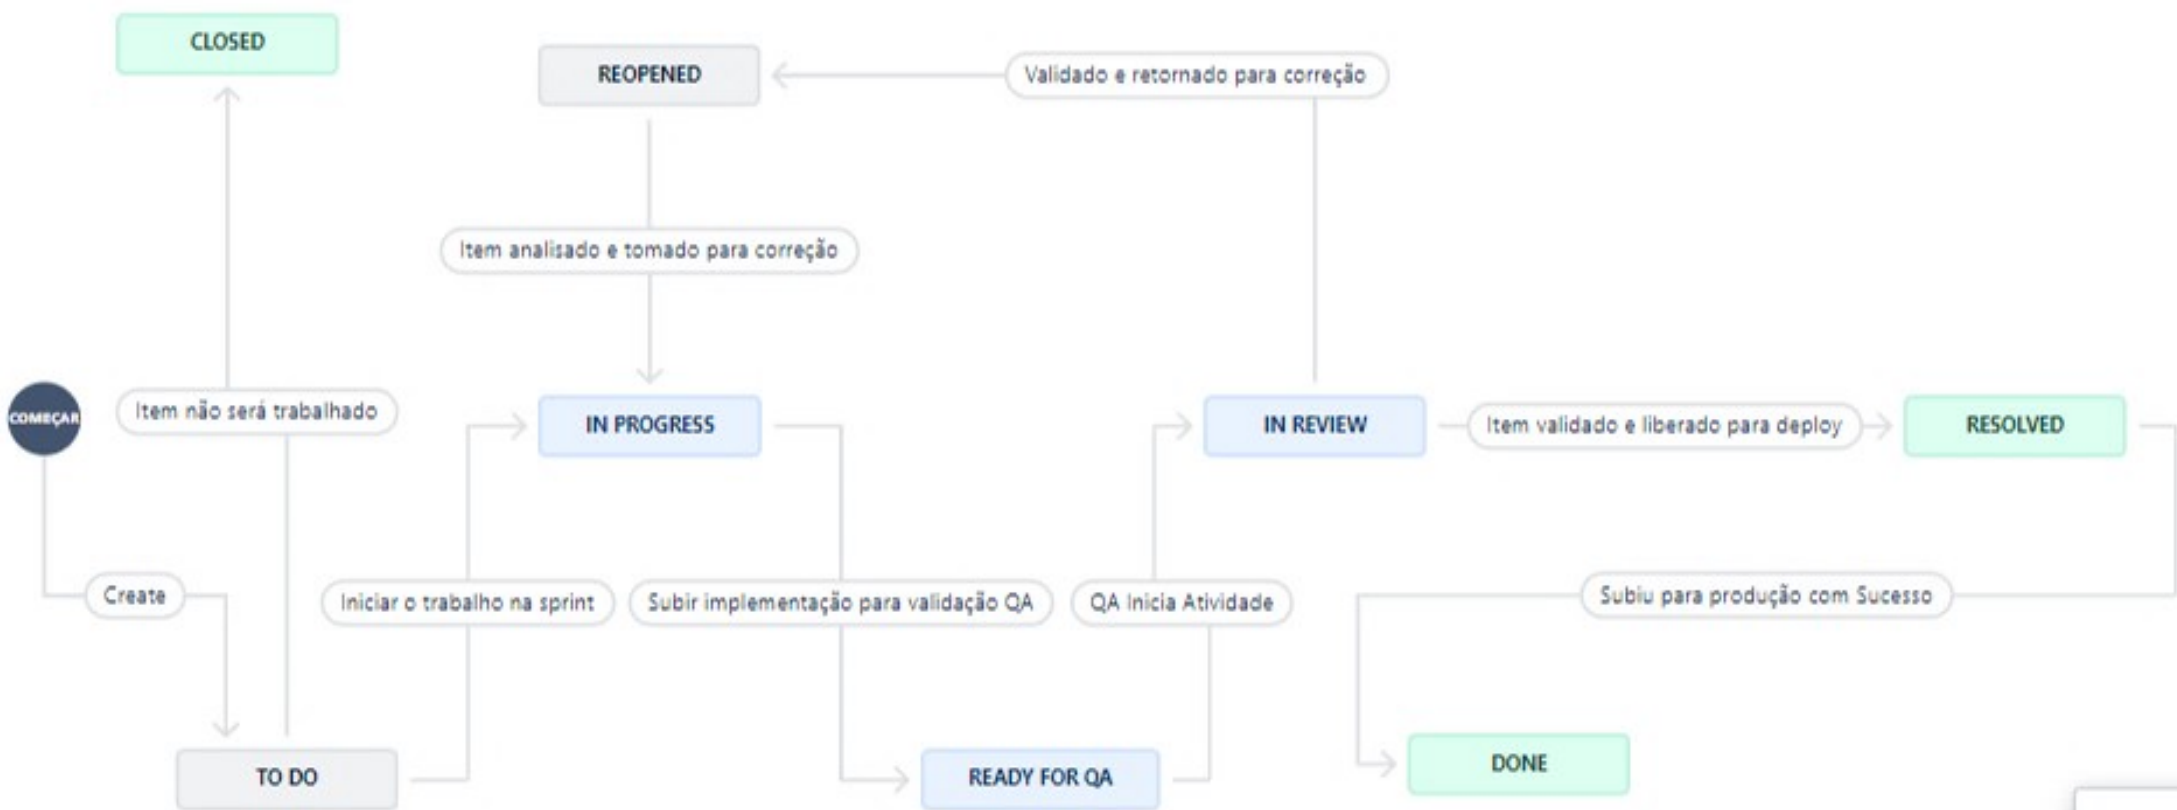 CLOSED
REOPENED
Validado e retornado para correção
Item analisado e tomado para correção
COMEÇAR
Item não será trabalhado
IN PROGRESS
IN REVIEW
Item validado e liberado para deploy
RESOLVED
Create
Iniciar o trabalho na sprint
Subir implementação para validação QA
QA Inicia Atividade
Subiu para produção com Sucesso
TO DO
READY FOR QA
DONE